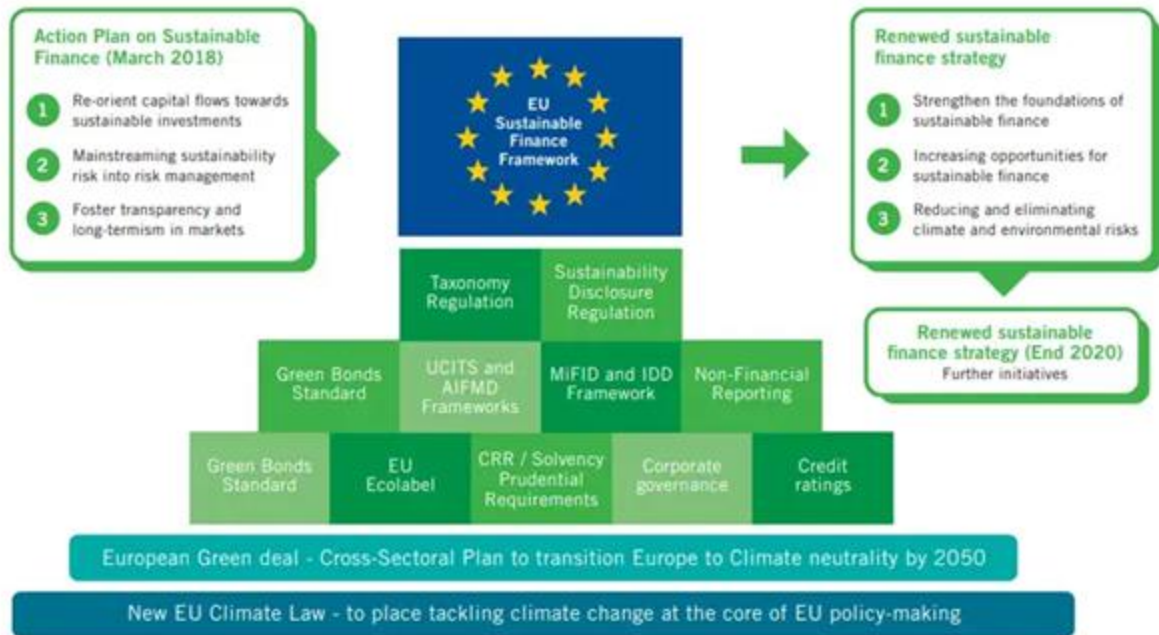 Action Plan on Sustainable
Finance (March 2018)
1
Re-orient capital flows towards
sustainable investments
2
Mainstreaming sustainability
risk into risk management
3
Foster transparency and
long-termism in markets
EU
Sustainable
Finance
Framework
Renewed sustainable
finance strategy
1
Strengthen the foundations of
sustainable finance
2
Increasing opportunities for
sustainable finance
3
Reducing and eliminating
climate and environmental risks
Renewed sustainable
finance strategy (End 2020)
Further initiatives
Taxonomy
Regulation
Sustainability
Disclosure
Regulation
Green Bonds
Standard
UCITS and
AIFMD
Frameworks
MiFID and IDD
Framework
Non-Financial
Reporting
Green Bonds
Standard
EU
Ecolabel
CRR / Solvency
Prudential
Requirements
Corporate
governance
Credit
ratings
European Green deal - Cross-Sectoral Plan to transition Europe to Climate neutrality by 2050
New EU Climate Law - to place tackling climate change at the core of EU policy-making